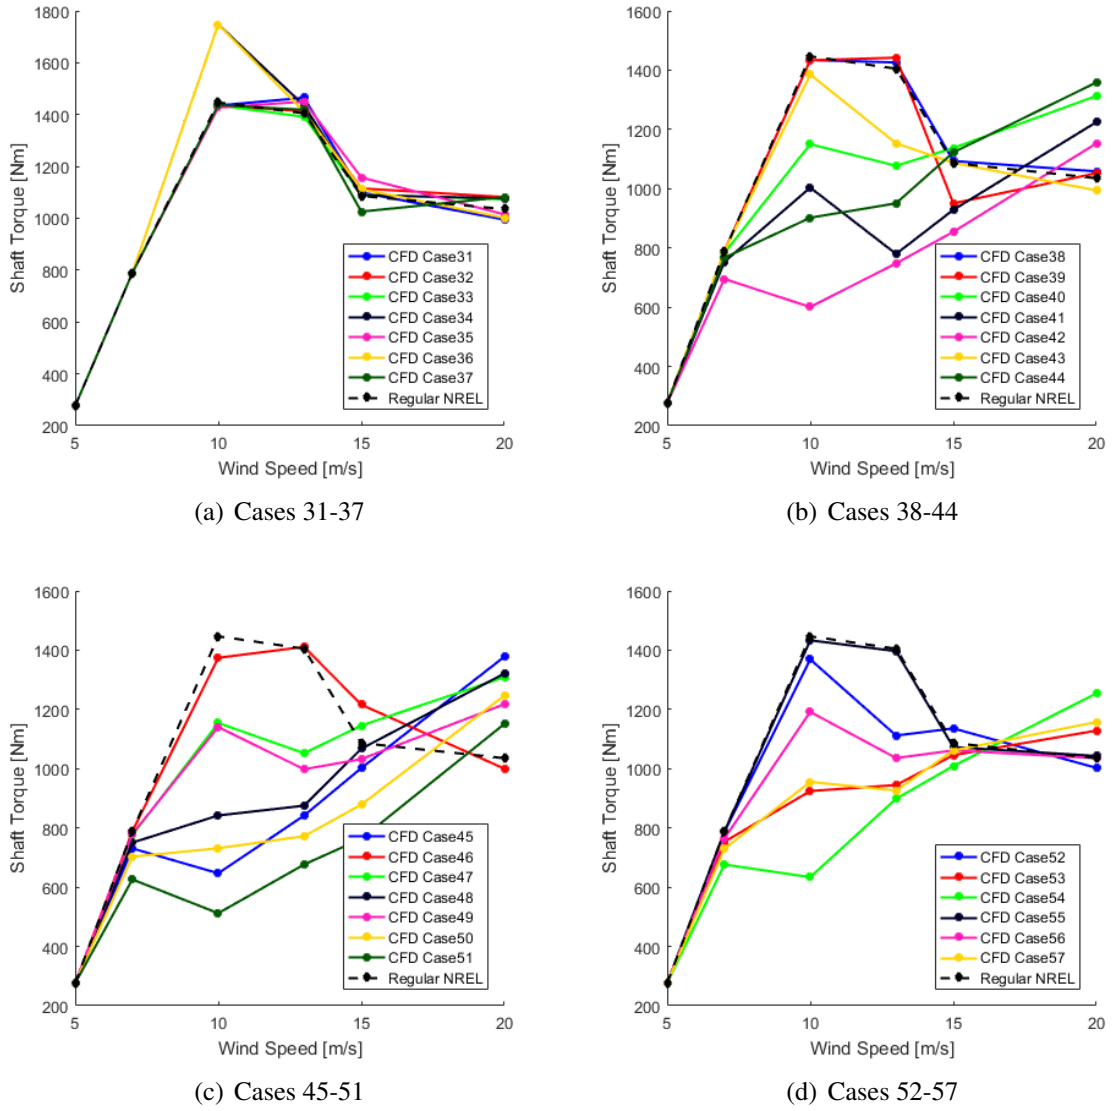 1800
1600
1400
1200
1000
800
600
400
200
Shaft Torque [Nm]
CFD Case31
CFD Case32
CFD Case33
CFD Case34
CFD Case35
CFD Case36
CFD Case37
Regular NREL
5 10 15 20
Wind Speed [m/s]
(a) Cases 31-37
1600
1400
1200
1000
800
600
400
200
Shaft Torque [Nm]
CFD Case38
CFD Case39
CFD Case40
CFD Case41
CFD Case42
CFD Case43
CFD Case44
Regular NREL
5 10 15 20
Wind Speed [m/s]
(b) Cases 38-44
1600
1400
1200
1000
800
600
400
200
Shaft Torque [Nm]
CFD Case45
CFD Case46
CFD Case47
CFD Case48
CFD Case49
CFD Case50
CFD Case51
Regular NREL
5 10 15 20
Wind Speed [m/s]
(c) Cases 45-51
1600
1400
1200
1000
800
600
400
200
Shaft Torque [Nm]
CFD Case52
CFD Case53
CFD Case54
CFD Case55
CFD Case56
CFD Case57
Regular NREL
5 10 15 20
Wind Speed [m/s]
(d) Cases 52-57